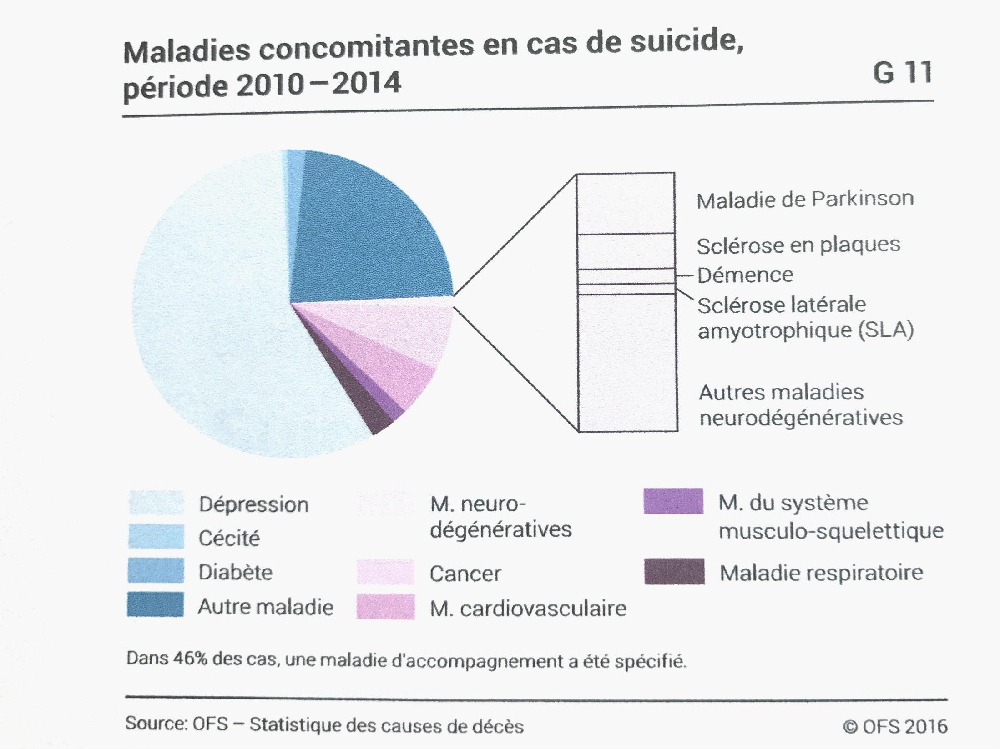 Maladies concomitantes en cas de suicide,
période 2010–2014
G 11
Maladie de Parkinson
Sclérose en plaques
Démence
Sclérose latérale
amyotrophique (SLA)
Autres maladies
neurodégénératives
Dépression
Cécité
Diabète
Autre maladie
M. neuro-
dégénératives
Cancer
M. cardiovasculaire
M. du système
musculo-squelettique
Maladie respiratoire
Dans 46% des cas, une maladie d'accompagnement a été spécifié.
Source: OFS – Statistique des causes de décès
© OFS 2016